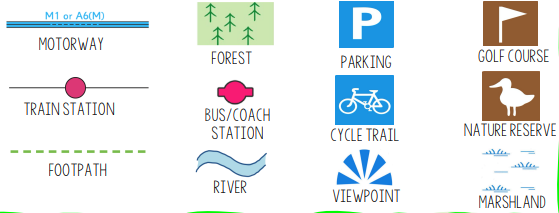 M1 or A6(M)
MOTORWAY
FOREST
P
PARKING
GOLF COURSE
TRAIN STATION
BUS/COACH
STATION
CYCLE TRAIL
NATURE RESERVE
FOOTPATH
RIVER
VIEWPOINT
MARSHLAND